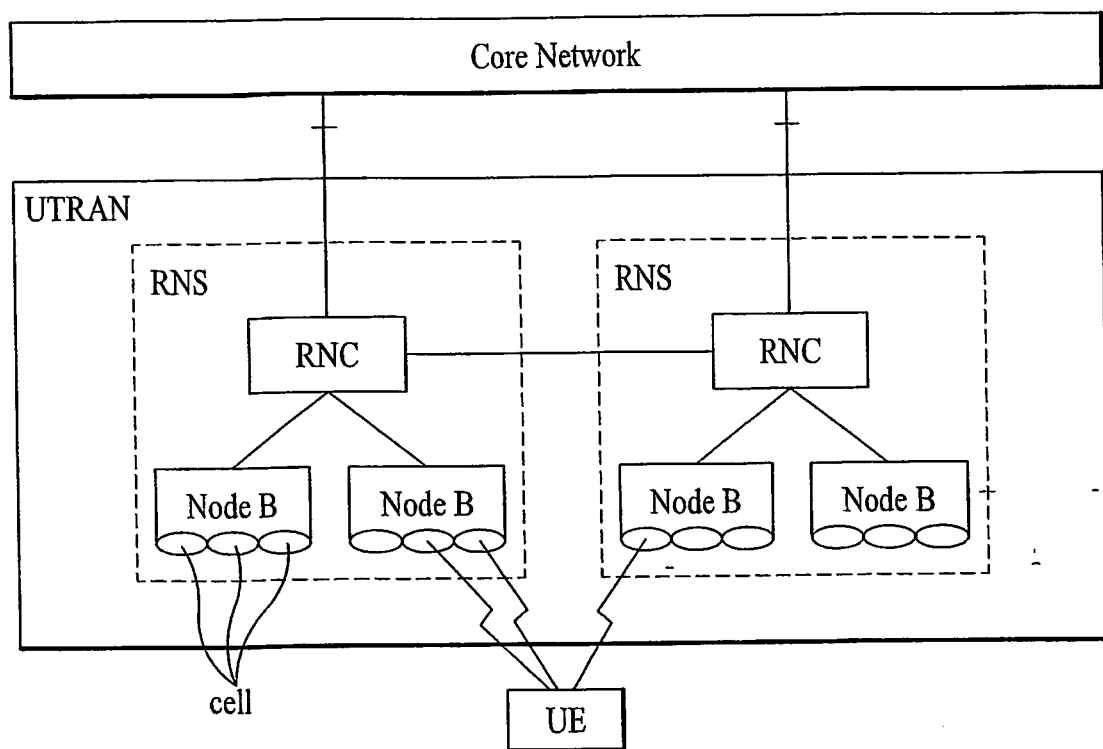 Core Network
UTRAN
RNS
RNS
RNC
RNC
Node B
Node B
Node B
Node B
cell
UE